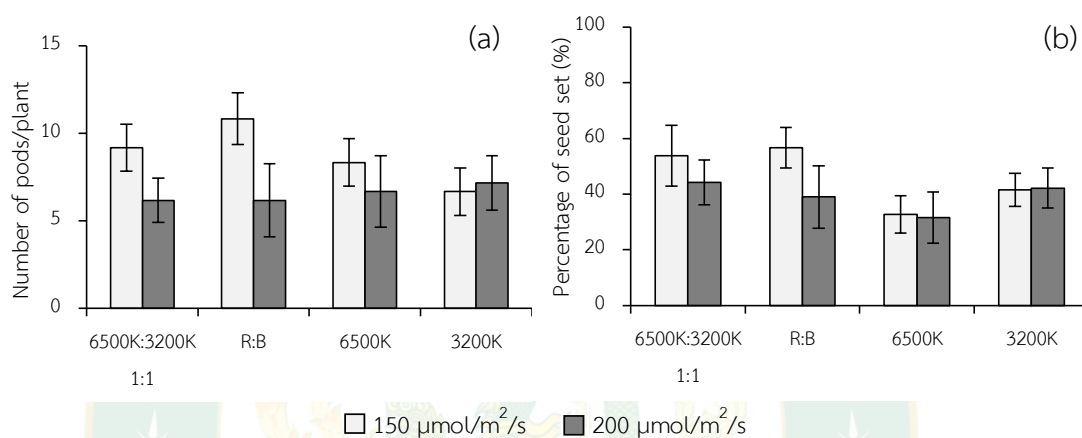 (a)
Number of pods/plant
15
10
5
0
6500K:3200K R:B 6500K 3200K
1:1
(b)
Percentage of seed set (%)
100
80
60
40
20
0
6500K:3200K R:B 6500K 3200K
1:1
150 µmol/m²/s 200 µmol/m²/s